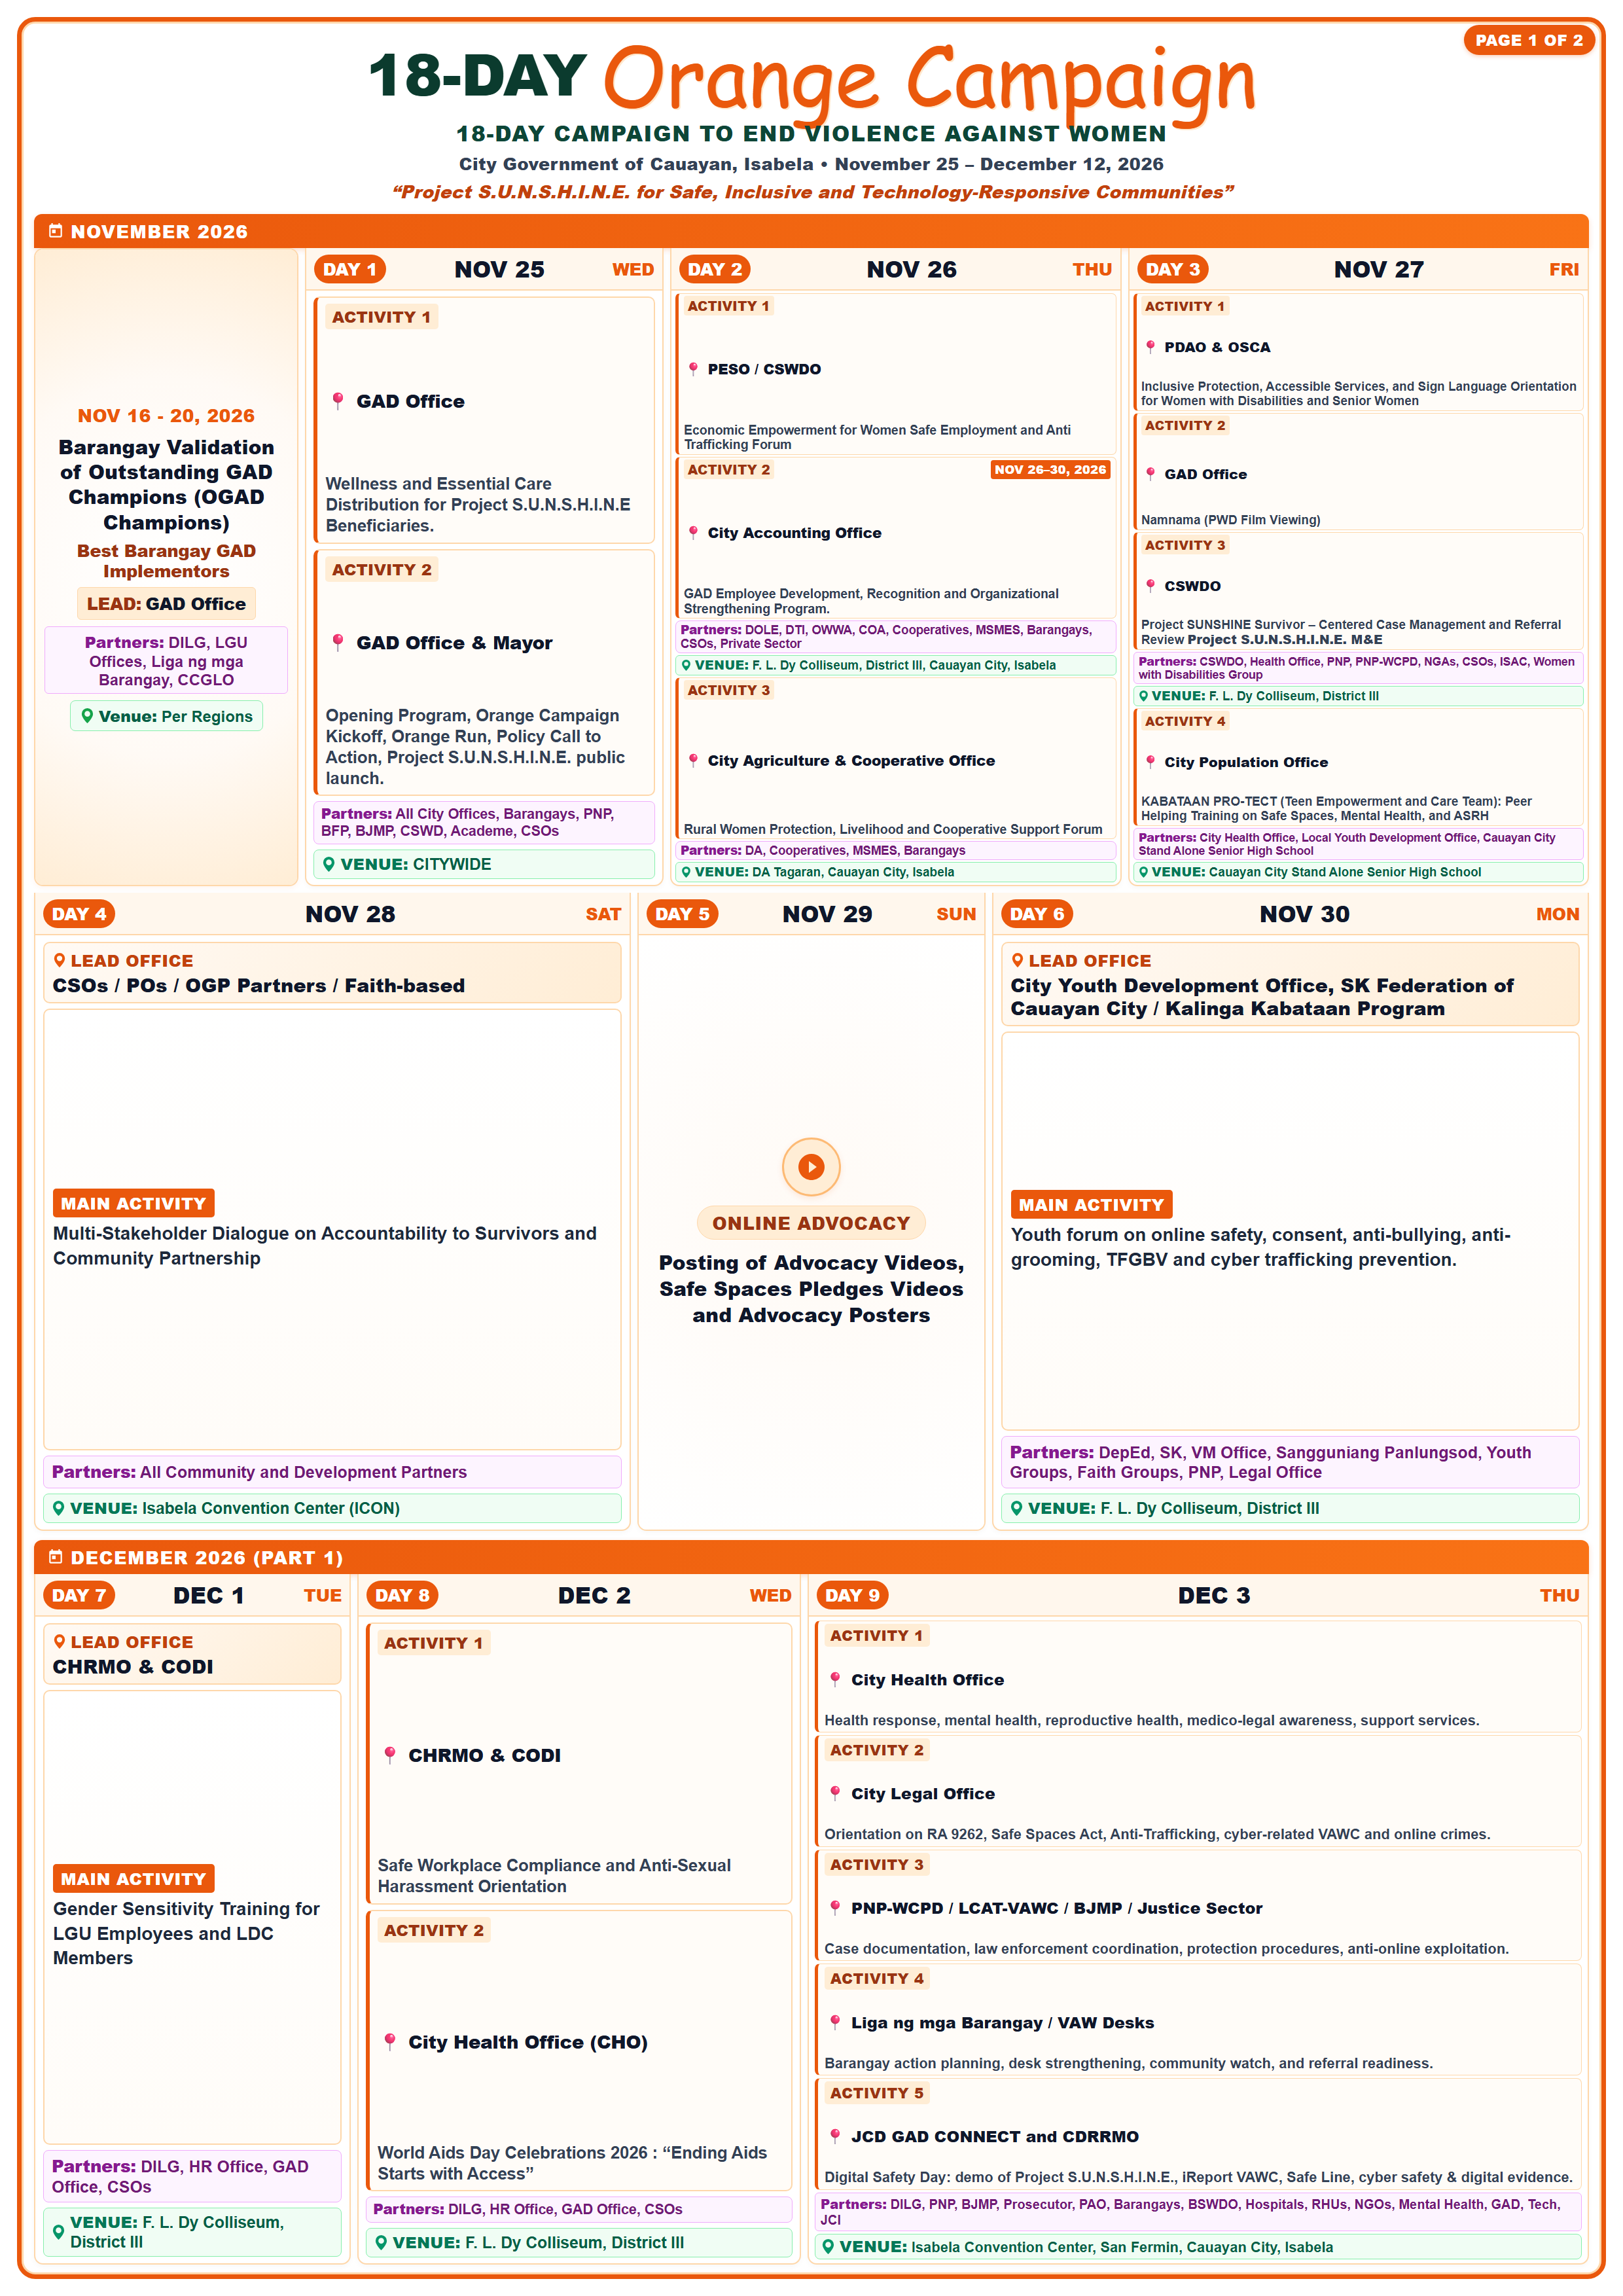 PAGE 1 OF 2
18-DAY Orange Campaign
18-DAY CAMPAIGN TO END VIOLENCE AGAINST WOMEN
City Government of Cauayan, Isabela • November 25 – December 12, 2026
“Project S.U.N.S.H.I.N.E. for Safe, Inclusive and Technology-Responsive Communities”
NOVEMBER 2026
NOV 16 - 20, 2026
Barangay Validation
of Outstanding GAD
Champions (OGAD
Champions)
Best Barangay GAD
Implementors
LEAD: GAD Office
Partners: DILG, LGU
Offices, Liga ng mga
Barangay, CCGLO
Venue: Per Regions
DAY 1 NOV 25 WED
ACTIVITY 1
GAD Office
Wellness and Essential Care
Distribution for Project S.U.N.S.H.I.N.E
Beneficiaries.
ACTIVITY 2
GAD Office & Mayor
Opening Program, Orange Campaign
Kickoff, Orange Run, Policy Call to
Action, Project S.U.N.S.H.I.N.E. public
launch.
Partners: All City Offices, Barangays, PNP,
BFP, BJMP, CSWD, Academe, CSOs
VENUE: CITYWIDE
DAY 2 NOV 26 THU
ACTIVITY 1
PESO / CSWDO
Economic Empowerment for Women Safe Employment and Anti
Trafficking Forum
ACTIVITY 2 NOV 26–30, 2026
City Accounting Office
GAD Employee Development, Recognition and Organizational
Strengthening Program.
Partners: DOLE, DTI, OWWA, COA, Cooperatives, MSMES, Barangays,
CSOs, Private Sector
VENUE: F. L. Dy Colliseum, District III, Cauayan City, Isabela
ACTIVITY 3
City Agriculture & Cooperative Office
Rural Women Protection, Livelihood and Cooperative Support Forum
Partners: DA, Cooperatives, MSMES, Barangays
VENUE: DA Tagaran, Cauayan City, Isabela
DAY 3 NOV 27 FRI
ACTIVITY 1
PDAO & OSCA
Inclusive Protection, Accessible Services, and Sign Language Orientation
for Women with Disabilities and Senior Women
ACTIVITY 2
GAD Office
Namnama (PWD Film Viewing)
ACTIVITY 3
CSWDO
Project SUNSHINE Survivor – Centered Case Management and Referral
Review Project S.U.N.S.H.I.N.E. M&E
Partners: CSWDO, Health Office, PNP, PNP-WCPD, NGAs, CSOs, ISAC, Women
with Disabilities Group
VENUE: F. L. Dy Colliseum, District III
ACTIVITY 4
City Population Office
KABATAAN PRO-TECT (Teen Empowerment and Care Team): Peer
Helping Training on Safe Spaces, Mental Health, and ASRH
Partners: City Health Office, Local Youth Development Office, Cauayan City
Stand Alone Senior High School
VENUE: Cauayan City Stand Alone Senior High School
DAY 4 NOV 28 SAT
LEAD OFFICE
CSOs / POs / OGP Partners / Faith-based
MAIN ACTIVITY
Multi-Stakeholder Dialogue on Accountability to Survivors and
Community Partnership
Partners: All Community and Development Partners
VENUE: Isabela Convention Center (ICON)
DAY 5 NOV 29 SUN
ONLINE ADVOCACY
Posting of Advocacy Videos,
Safe Spaces Pledges Videos
and Advocacy Posters
DAY 6 NOV 30 MON
LEAD OFFICE
City Youth Development Office, SK Federation of
Cauayan City / Kalinga Kabataan Program
MAIN ACTIVITY
Youth forum on online safety, consent, anti-bullying, anti-
grooming, TFGBV and cyber trafficking prevention.
Partners: DepEd, SK, VM Office, Sangguniang Panlungsod, Youth
Groups, Faith Groups, PNP, Legal Office
VENUE: F. L. Dy Colliseum, District III
DECEMBER 2026 (PART 1)
DAY 7 DEC 1 TUE
LEAD OFFICE
CHRMO & CODI
MAIN ACTIVITY
Gender Sensitivity Training for
LGU Employees and LDC
Members
Partners: DILG, HR Office, GAD
Office, CSOs
VENUE: F. L. Dy Colliseum,
District III
DAY 8 DEC 2 WED
ACTIVITY 1
CHRMO & CODI
Safe Workplace Compliance and Anti-Sexual
Harassment Orientation
ACTIVITY 2
City Health Office (CHO)
World Aids Day Celebrations 2026 : “Ending Aids
Starts with Access”
Partners: DILG, HR Office, GAD Office, CSOs
VENUE: F. L. Dy Colliseum, District III
DAY 9 DEC 3 THU
ACTIVITY 1
City Health Office
Health response, mental health, reproductive health, medico-legal awareness, support services.
ACTIVITY 2
City Legal Office
Orientation on RA 9262, Safe Spaces Act, Anti-Trafficking, cyber-related VAWC and online crimes.
ACTIVITY 3
PNP-WCPD / LCAT-VAWC / BJMP / Justice Sector
Case documentation, law enforcement coordination, protection procedures, anti-online exploitation.
ACTIVITY 4
Liga ng mga Barangay / VAW Desks
Barangay action planning, desk strengthening, community watch, and referral readiness.
ACTIVITY 5
JCD GAD CONNECT and CDRRMO
Digital Safety Day: demo of Project S.U.N.S.H.I.N.E., iReport VAWC, Safe Line, cyber safety & digital evidence.
Partners: DILG, PNP, BJMP, Prosecutor, PAO, Barangays, BSWDO, Hospitals, RHUs, NGOs, Mental Health, GAD, Tech,
JCI
VENUE: Isabela Convention Center, San Fermin, Cauayan City, Isabela